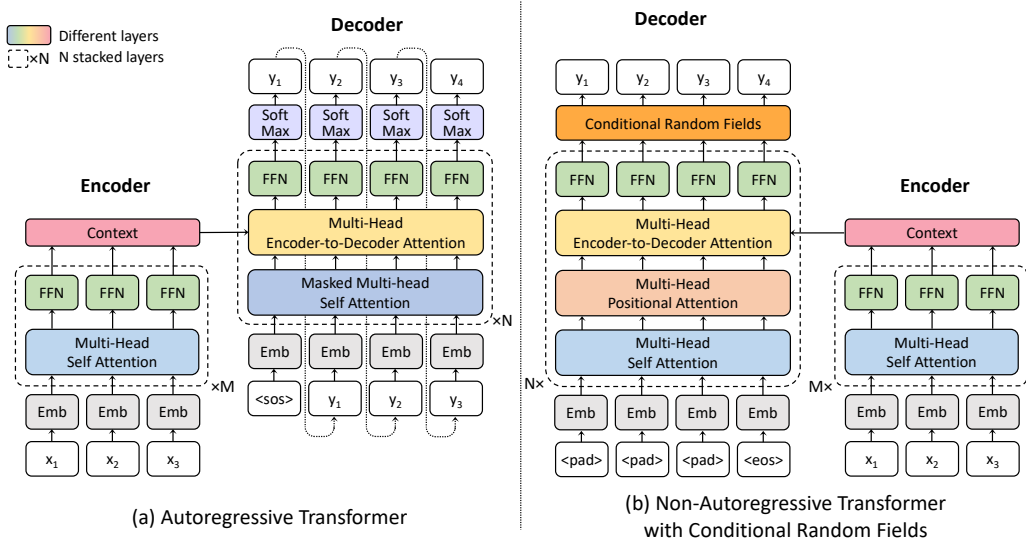 Different layers
×N N stacked layers
Decoder
y1 y2 y3 y4
Soft Max Soft Max Soft Max Soft Max
FFN FFN FFN FFN
Multi-Head
Encoder-to-Decoder Attention
Masked Multi-head
Self Attention
×N
Emb Emb Emb Emb
<sos> y1 y2 y3
Encoder
Context
FFN FFN FFN
Multi-Head
Self Attention
×M
Emb Emb Emb
x1 x2 x3
(a) Autoregressive Transformer
Decoder
y1 y2 y3 y4
Conditional Random Fields
FFN FFN FFN FFN
Multi-Head
Encoder-to-Decoder Attention
Multi-Head
Positional Attention
Multi-Head
Self Attention
N×
Emb Emb Emb Emb
<pad> <pad> <pad> <eos>
Encoder
Context
FFN FFN FFN
Multi-Head
Self Attention
M×
Emb Emb Emb
x1 x2 x3
(b) Non-Autoregressive Transformer
with Conditional Random Fields